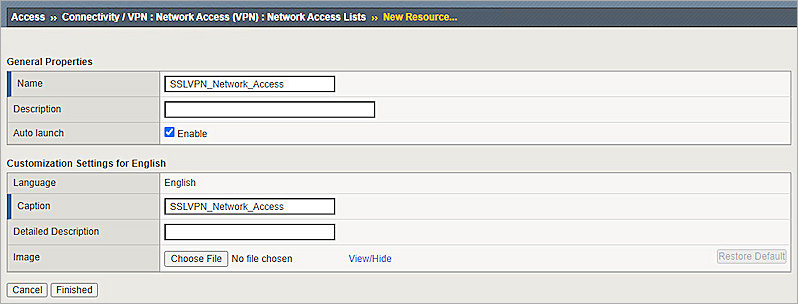 Access » Connectivity / VPN : Network Access (VPN) : Network Access Lists » New Resource...
General Properties
Name SSLVPN_Network_Access
Description
Auto launch Enable
Customization Settings for English
Language English
Caption SSLVPN_Network_Access
Detailed Description
Image Choose File No file chosen View/Hide Restore Default
Cancel Finished